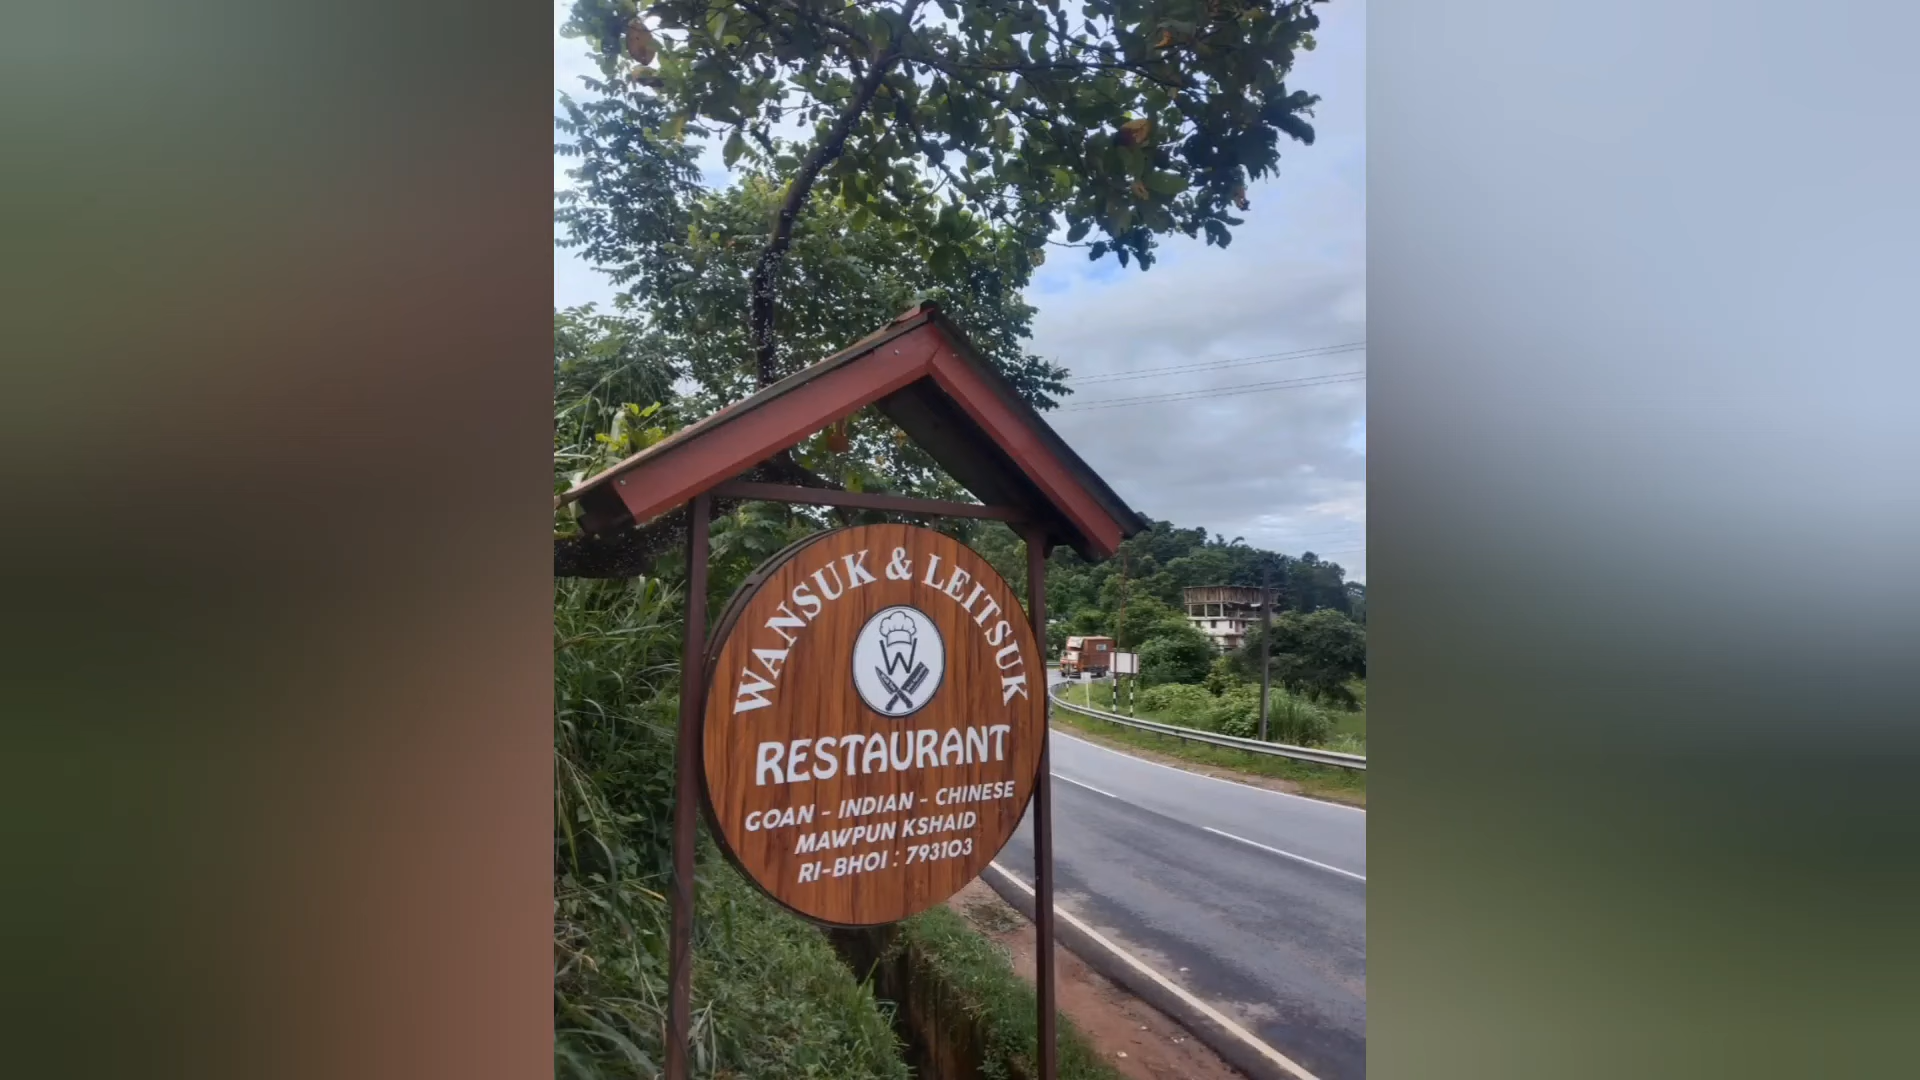 WANSUK & LEITSUK
W
RESTAURANT
GOAN - INDIAN - CHINESE
MAWPUN KSHAID
RI-BHOI : 793103